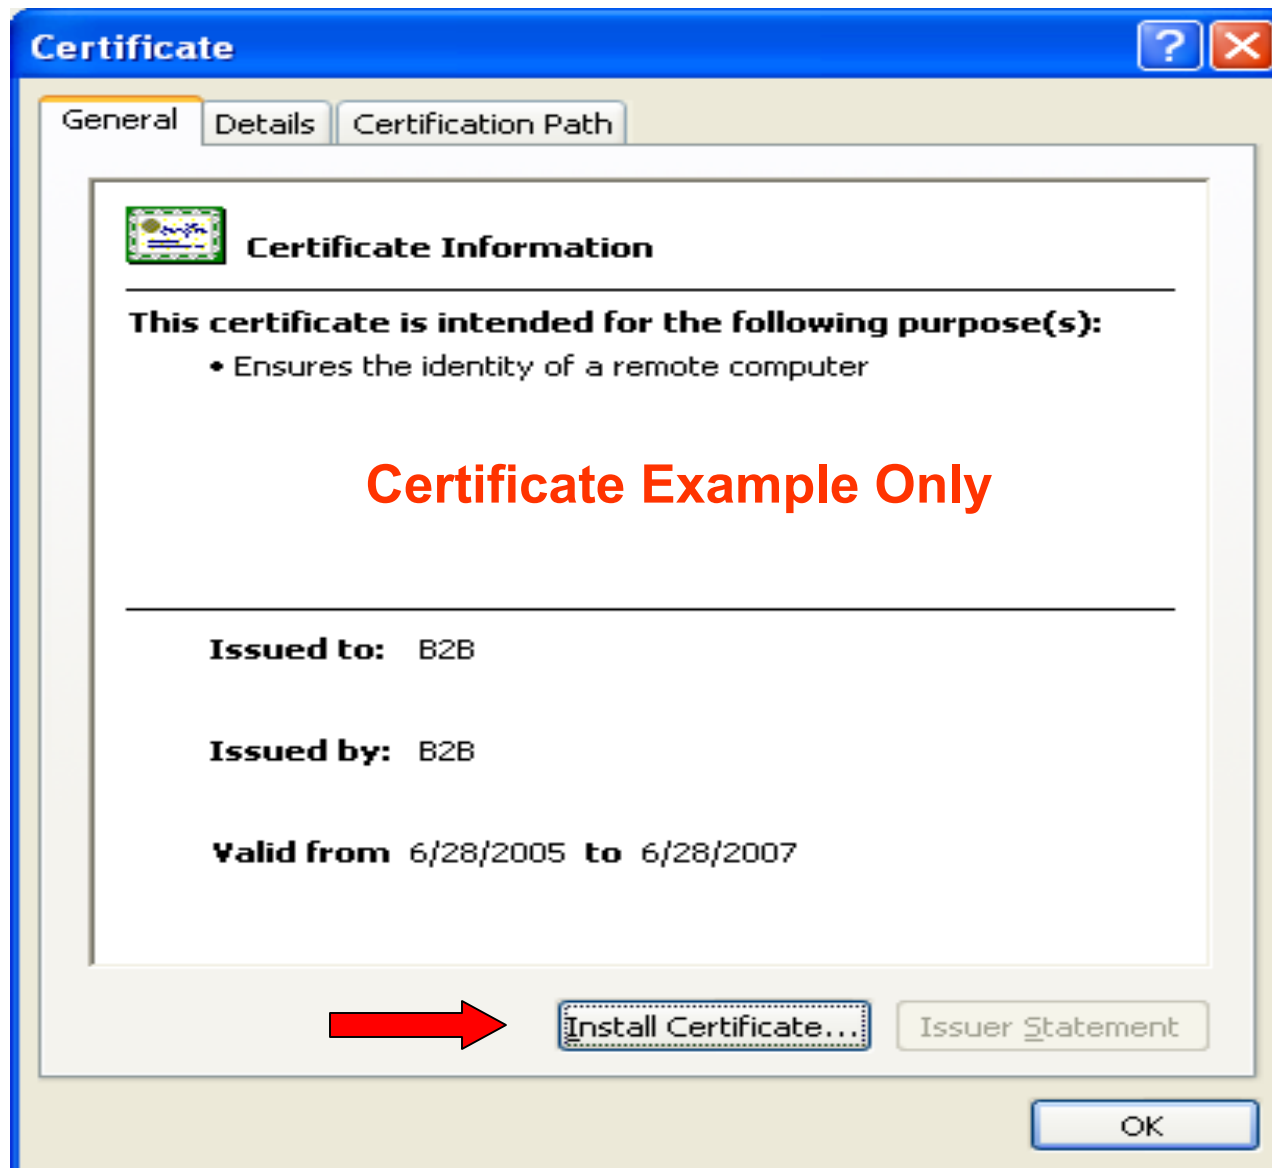 Certificate
?
General Details Certification Path
Certificate Information
This certificate is intended for the following purpose(s):
• Ensures the identity of a remote computer
Certificate Example Only
Issued to: B2B
Issued by: B2B
Valid from 6/28/2005 to 6/28/2007
Install Certificate... Issuer Statement
OK